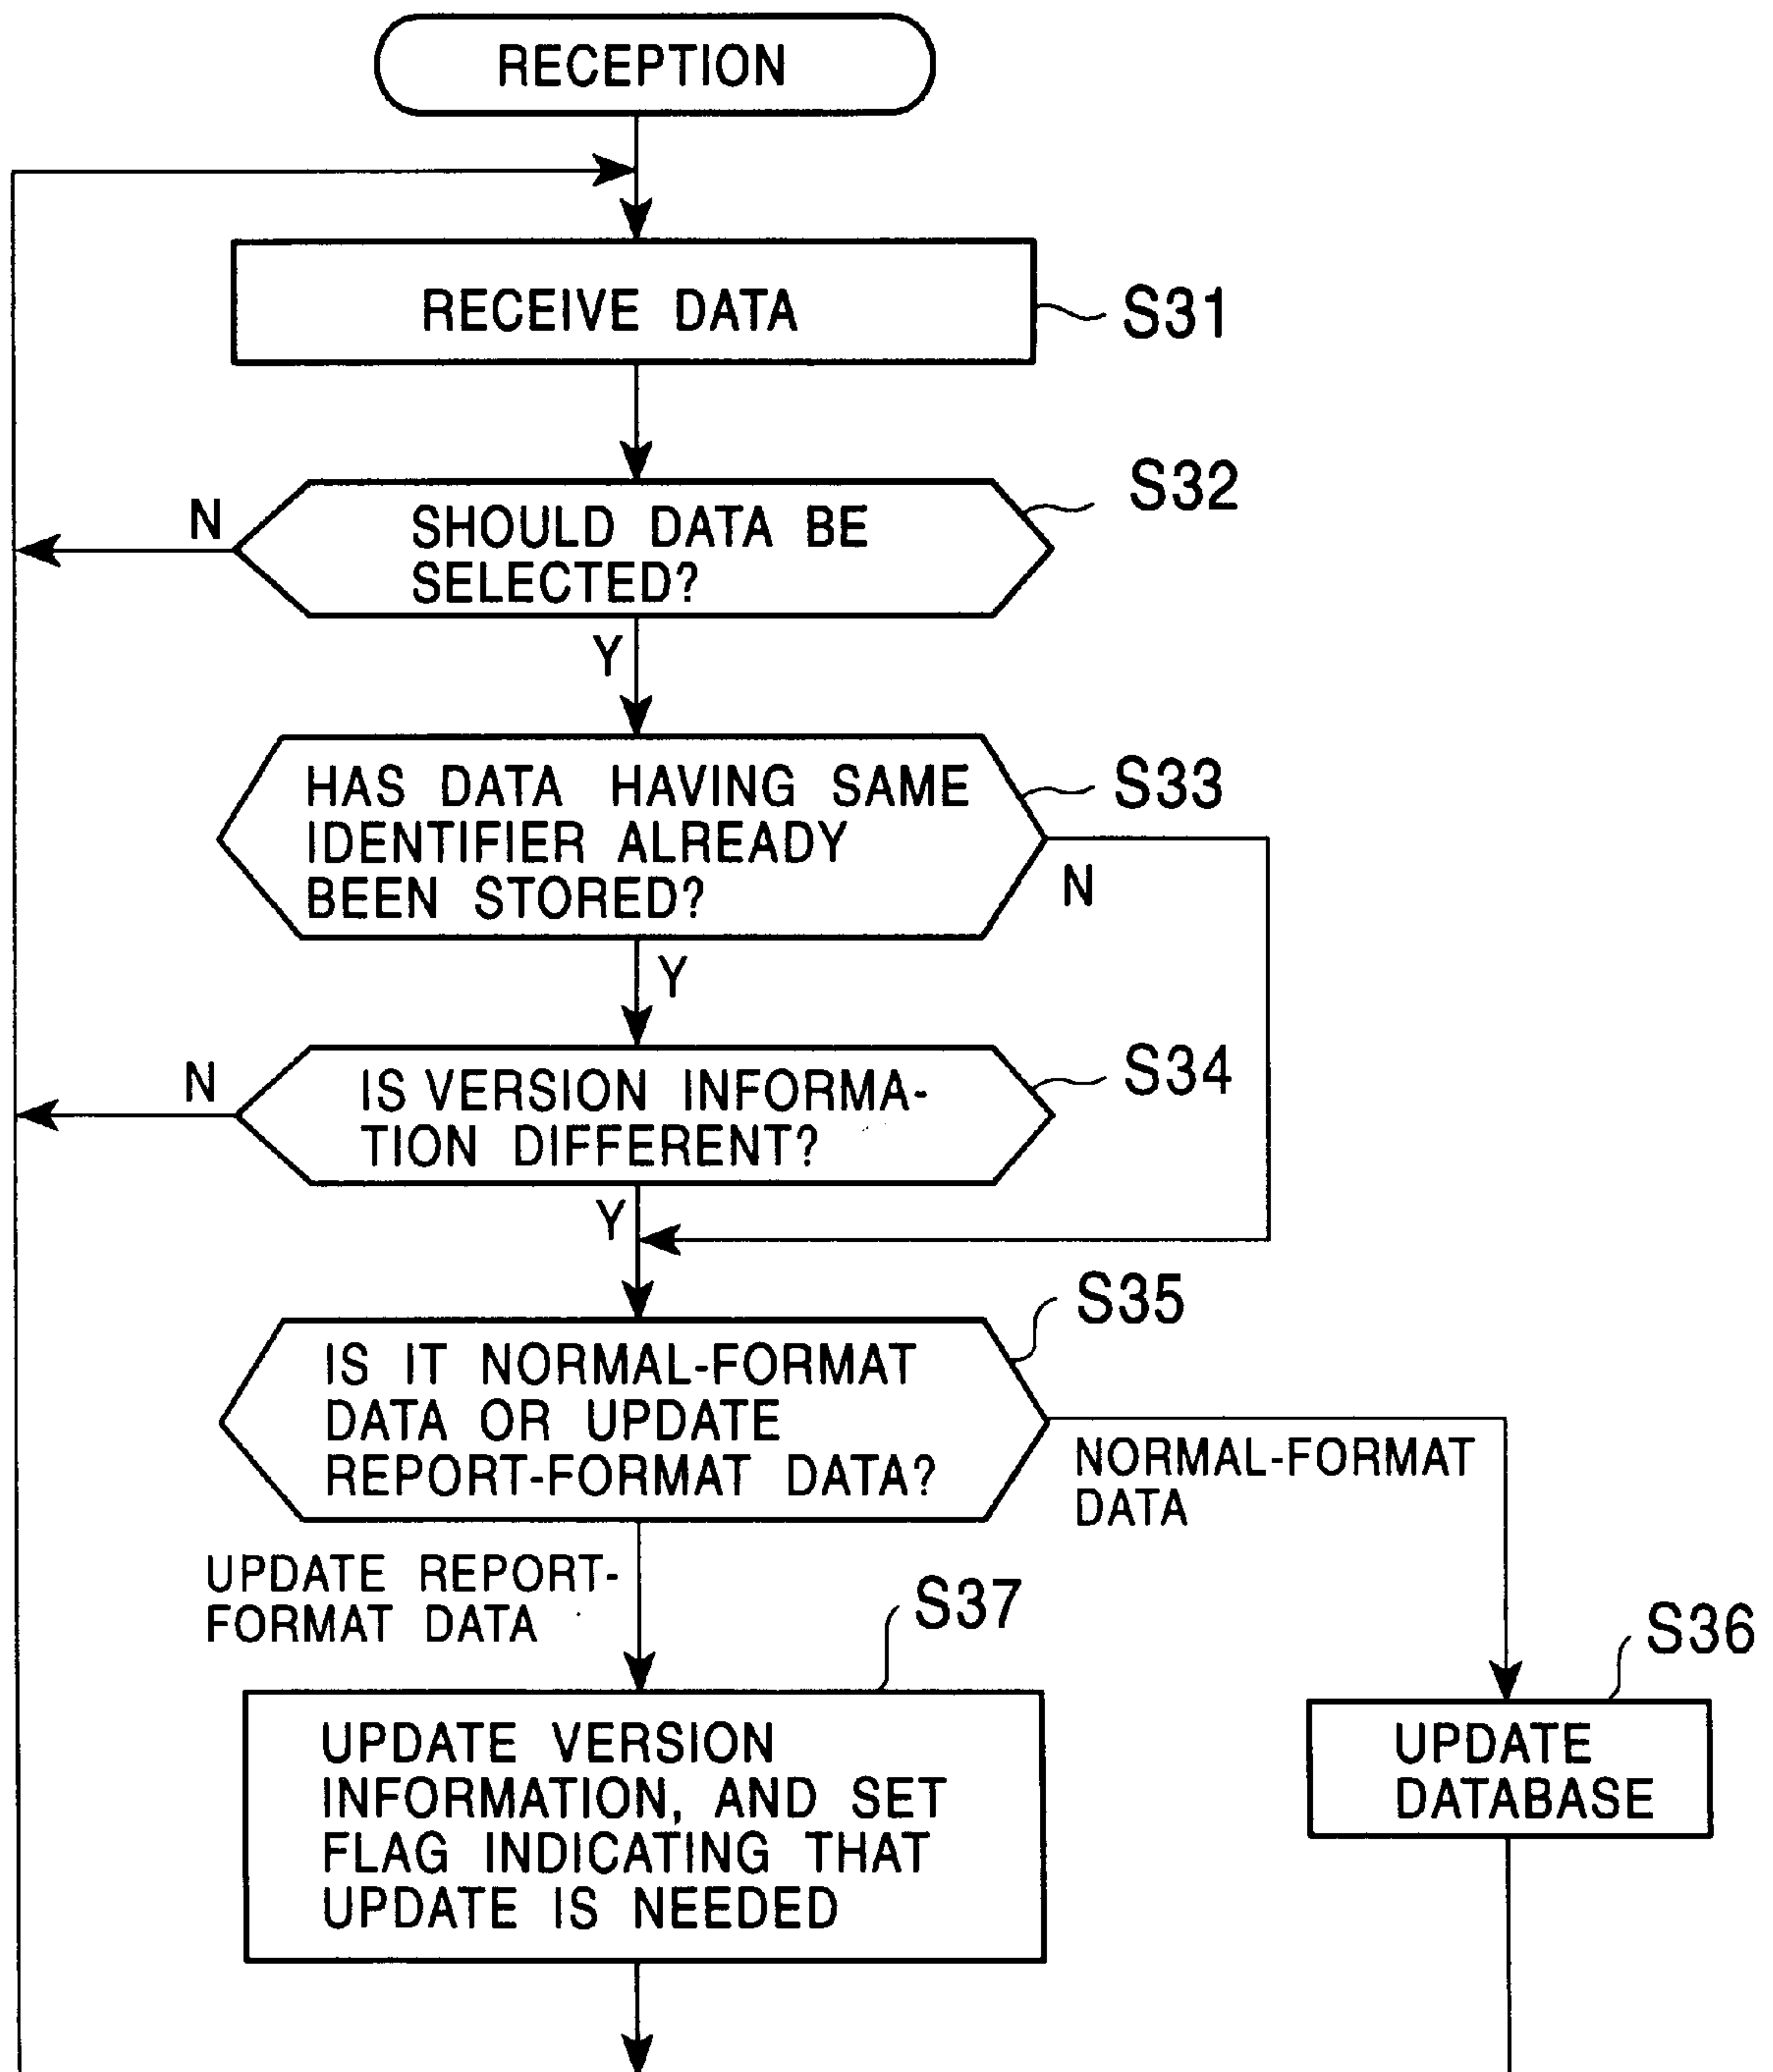 RECEPTION
RECEIVE DATA
S31
S32
N
SHOULD DATA BE
SELECTED?
Y
S33
HAS DATA HAVING SAME
IDENTIFIER ALREADY
BEEN STORED?
N
Y
S34
N
IS VERSION INFORMA-
TION DIFFERENT?
Y
S35
IS IT NORMAL-FORMAT
DATA OR UPDATE
REPORT-FORMAT DATA?
NORMAL-FORMAT
DATA
UPDATE REPORT-
FORMAT DATA
S37
S36
UPDATE VERSION
INFORMATION, AND SET
FLAG INDICATING THAT
UPDATE IS NEEDED
UPDATE
DATABASE